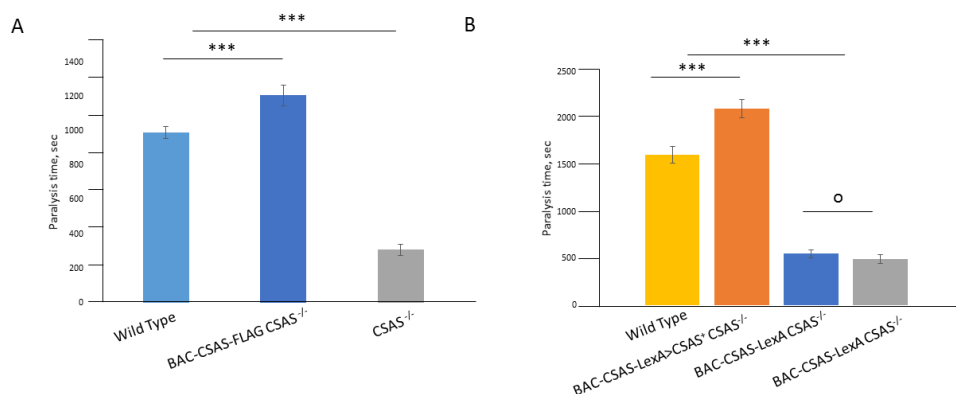 A
***
***
1400
1200
1000
800
600
400
200
0
Paralysis time, sec
Wild Type
BAC-CSAS-FLAG CSAS-/-
CSAS-/-
B
***
***
O
2500
2000
1500
1000
500
0
Paralysis time, sec
Wild Type
BAC-CSAS-LexA>CSAS+ CSAS-/-
BAC-CSAS-LexA CSAS-/-
BAC-CSAS-LexA CSAS-/-